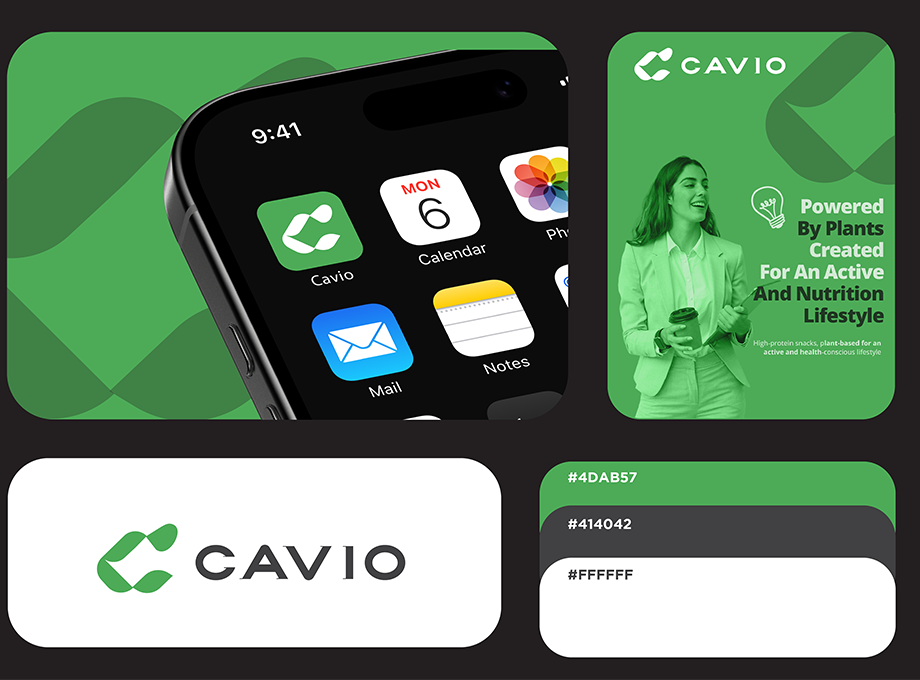 9:41
MON
6
Cavio
Calendar
Mail
Notes
CAVIO
Powered
By Plants
Created
For An Active
And Nutrition
Lifestyle
High-protein snacks, plant-based for an
active and health-conscious lifestyle
CAVIO
#4DAB57
#414042
#FFFFFF